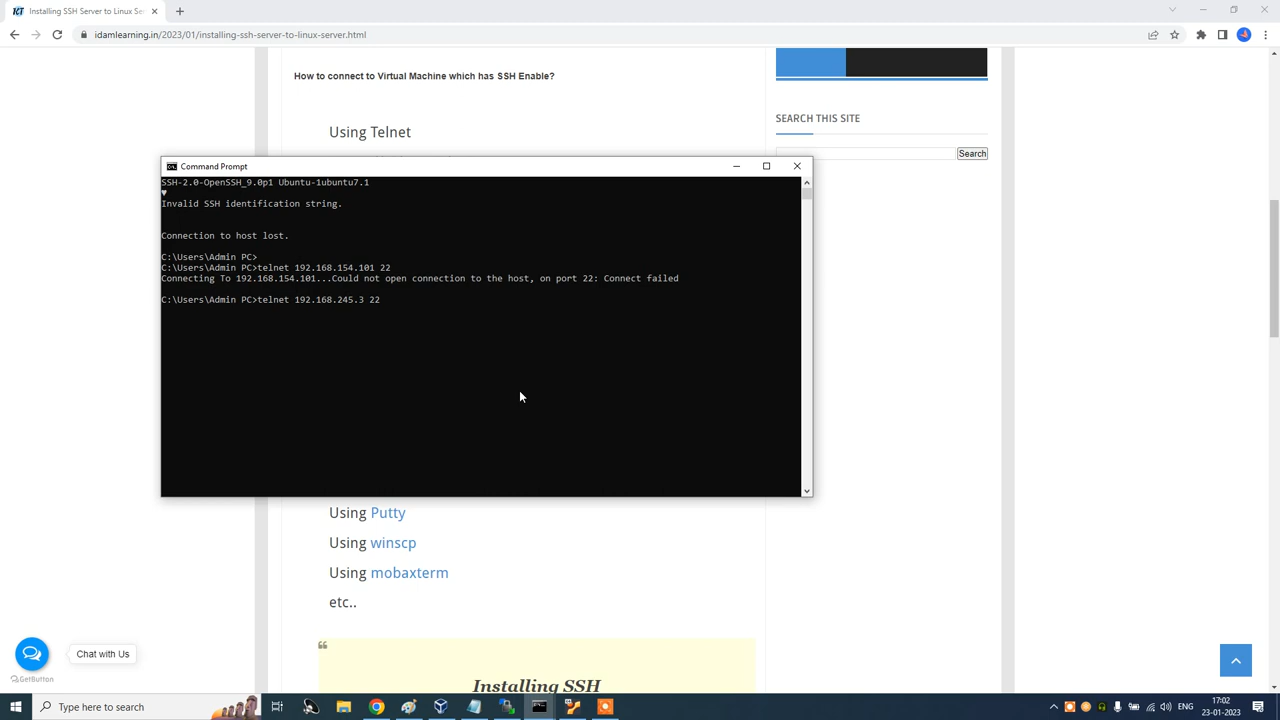 Installing SSH Server to Linux Ser
idamlearning.in/2023/01/installing-ssh-server-to-linux-server.html
How to connect to Virtual Machine which has SSH Enable?
Using Telnet
SEARCH THIS SITE
Search
Command Prompt
SSH-2.0-OpenSSH_9.0p1 Ubuntu-1ubuntu7.1
♥
Invalid SSH identification string.
Connection to host lost.
C:\Users\Admin PC>
C:\Users\Admin PC>telnet 192.168.154.101 22
Connecting To 192.168.154.101...Could not open connection to the host, on port 22: Connect failed
C:\Users\Admin PC>telnet 192.168.245.3 22
Using Putty
Using winscp
Using mobaxterm
etc..
Installing SSH
Chat with Us
GetButton
Type here to search
ENG
17:02
23-01-2023